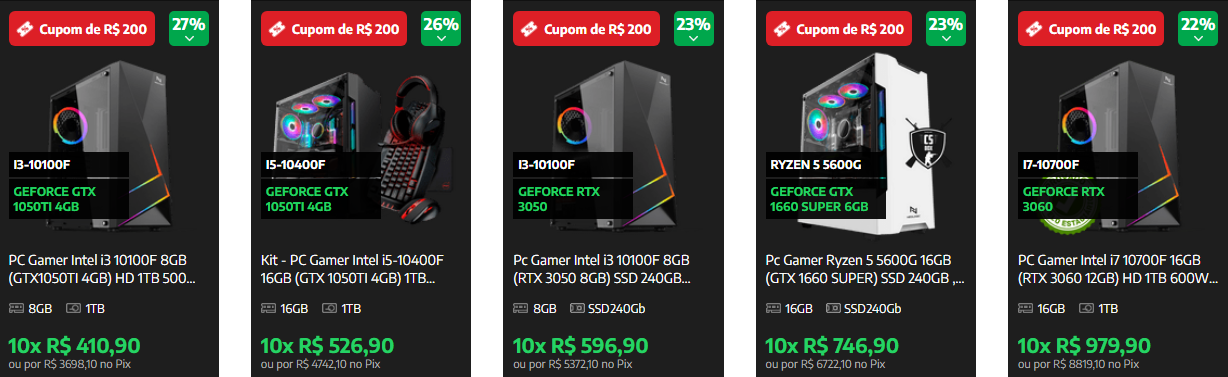 Cupom de R$ 200
27%
I3-10100F
GEFORCE GTX
1050TI 4GB
PC Gamer Intel i3 10100F 8GB
(GTX1050TI 4GB) HD 1TB 500...
8GB 1TB
10x R$ 410,90
ou por R$ 3698,10 no Pix
Cupom de R$ 200
26%
I5-10400F
GEFORCE GTX
1050TI 4GB
Kit - PC Gamer Intel i5-10400F
16GB (GTX 1050TI 4GB) 1TB...
16GB 1TB
10x R$ 526,90
ou por R$ 4742,10 no Pix
Cupom de R$ 200
23%
I3-10100F
GEFORCE RTX
3050
Pc Gamer Intel i3 10100F 8GB
(RTX 3050 8GB) SSD 240GB...
8GB SSD240Gb
10x R$ 596,90
ou por R$ 5372,10 no Pix
Cupom de R$ 200
23%
CS
BOX
RYZEN 5 5600G
GEFORCE GTX
1660 SUPER 6GB
Pc Gamer Ryzen 5 5600G 16GB
(GTX 1660 SUPER) SSD 240GB ,...
16GB SSD240Gb
10x R$ 746,90
ou por R$ 6722,10 no Pix
Cupom de R$ 200
22%
I7-10700F
GEFORCE RTX
3060
PC Gamer Intel i7 10700F 16GB
(RTX 3060 12GB) HD 1TB 600W...
16GB 1TB
10x R$ 979,90
ou por R$ 8819,10 no Pix